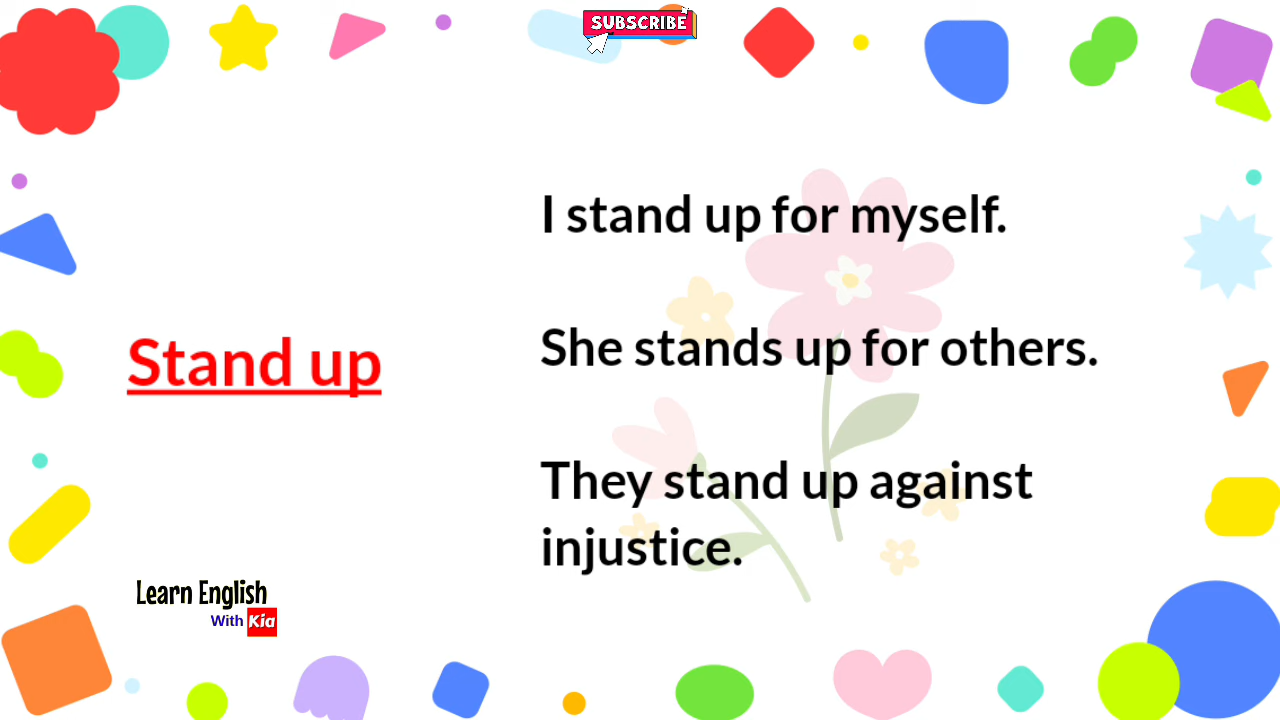 SUBSCRIBE
I stand up for myself.
She stands up for others.
Stand up
They stand up against
injustice.
Learn English
With Kia